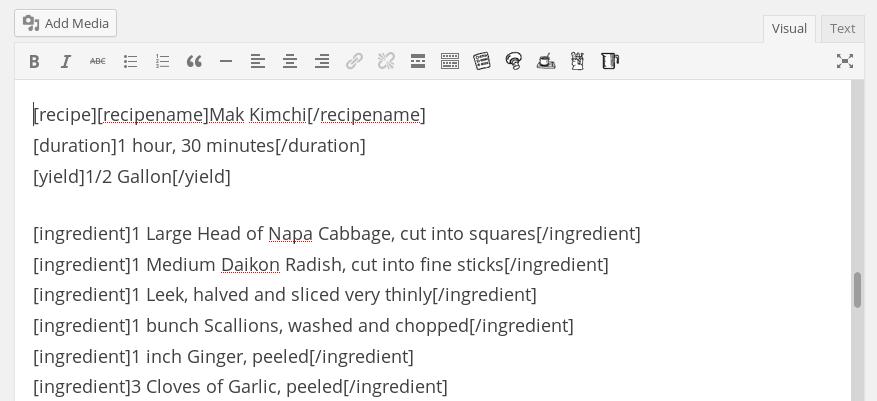 Add Media
Visual
Text
B I ABC
[recipe][recipename]Mak Kimchi[/recipename]
[duration]1 hour, 30 minutes[/duration]
[yield]1/2 Gallon[/yield]
[ingredient]1 Large Head of Napa Cabbage, cut into squares[/ingredient]
[ingredient]1 Medium Daikon Radish, cut into fine sticks[/ingredient]
[ingredient]1 Leek, halved and sliced very thinly[/ingredient]
[ingredient]1 bunch Scallions, washed and chopped[/ingredient]
[ingredient]1 inch Ginger, peeled[/ingredient]
[ingredient]3 Cloves of Garlic, peeled[/ingredient]